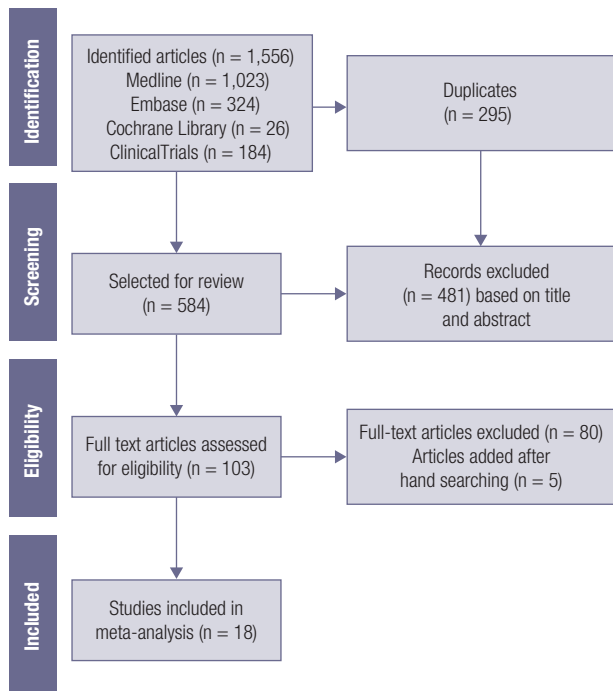 Identification
Identified articles (n = 1,556)
Medline (n = 1,023)
Embase (n = 324)
Cochrane Library (n = 26)
ClinicalTrials (n = 184)
Duplicates
(n = 295)
Screening
Selected for review
(n = 584)
Records excluded
(n = 481) based on title
and abstract
Eligibility
Full text articles assessed
for eligibility (n = 103)
Full-text articles excluded (n = 80)
Articles added after
hand searching (n = 5)
Included
Studies included in
meta-analysis (n = 18)